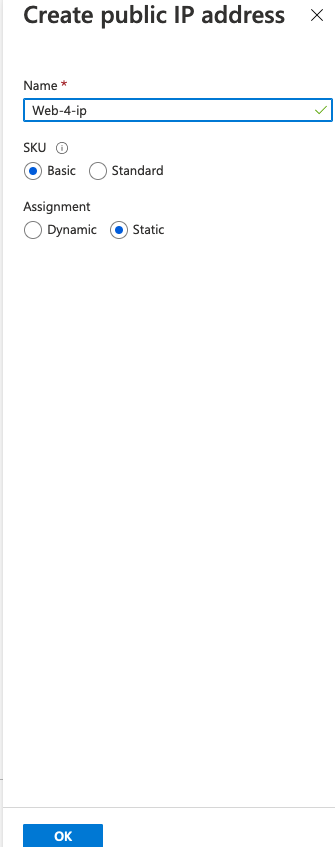 Create public IP address
Name *
Web-4-ip
SKU
Basic Standard
Assignment
Dynamic Static
OK